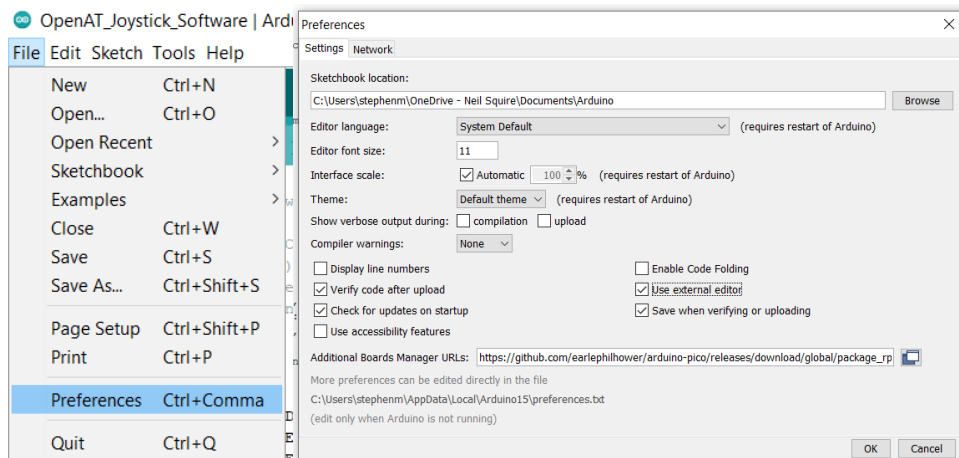 OpenAT_Joystick_Software | Ardu
File Edit Sketch Tools Help
New Ctrl+N
Open... Ctrl+O
Open Recent
Sketchbook
Examples
Close Ctrl+W
Save Ctrl+S
Save As... Ctrl+Shift+S
Page Setup Ctrl+Shift+P
Print Ctrl+P
Preferences Ctrl+Comma
Quit Ctrl+Q
Preferences
Settings Network
Sketchbook location:
C:\Users\stephenm\OneDrive - Neil Squire\Documents\Arduino Browse
Editor language: System Default (requires restart of Arduino)
Editor font size: 11
Interface scale: Automatic 100 % (requires restart of Arduino)
Theme: Default theme (requires restart of Arduino)
Show verbose output during: compilation upload
Compiler warnings: None
Display line numbers Enable Code Folding
Verify code after upload Use external editor
Check for updates on startup Save when verifying or uploading
Use accessibility features
Additional Boards Manager URLs: https://github.com/earlephilhower/arduino-pico/releases/download/global/package_rp
More preferences can be edited directly in the file
C:\Users\stephenm\AppData\Local\Arduino15\preferences.txt
(edit only when Arduino is not running)
OK Cancel